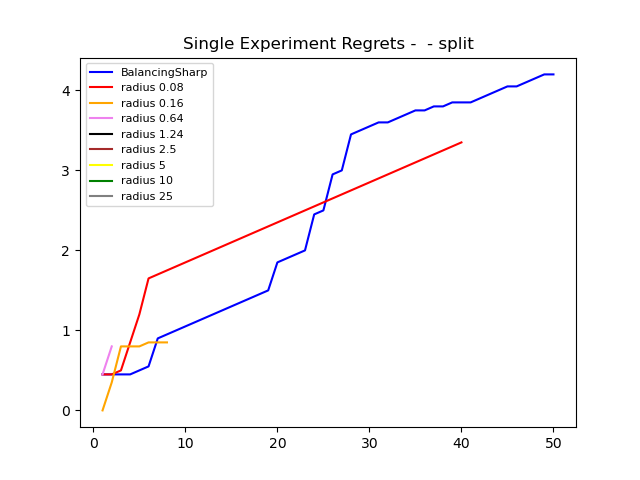 Single Experiment Regrets -  - split
BalancingSharp
radius 0.08
radius 0.16
radius 0.64
radius 1.24
radius 2.5
radius 5
radius 10
radius 25
4
3
2
1
0
0 10 20 30 40 50